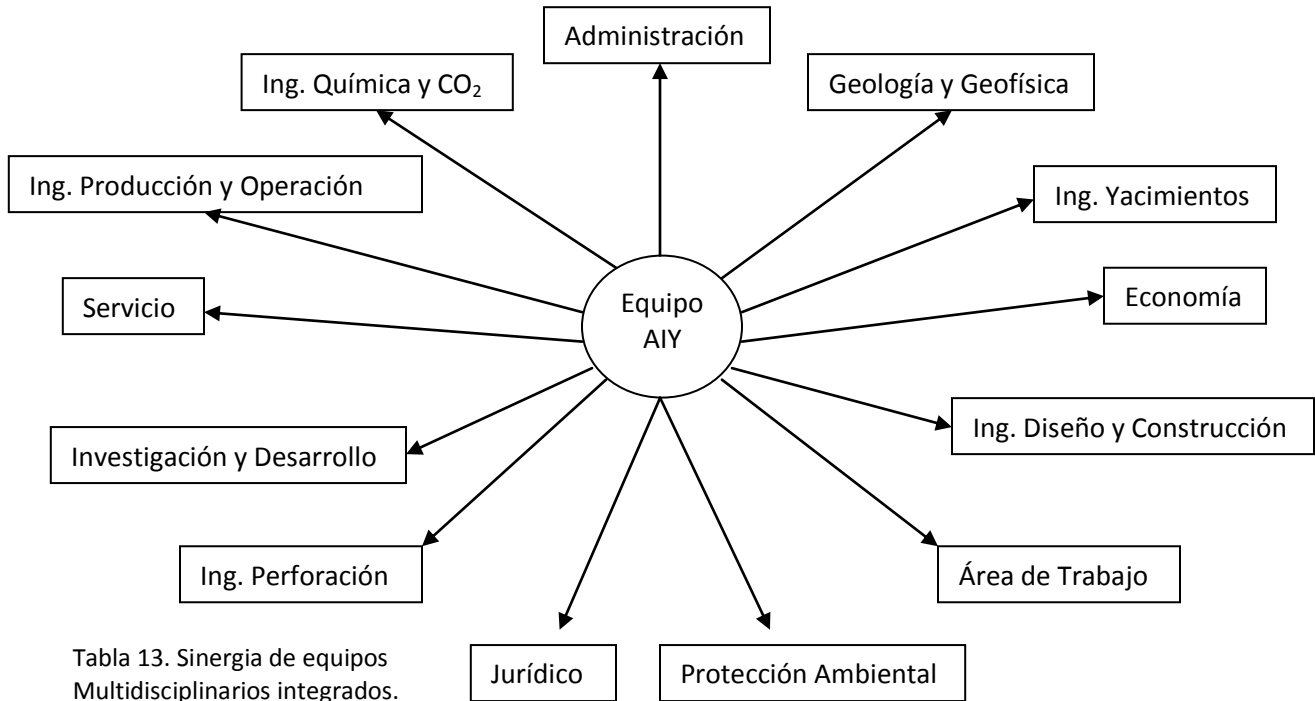 Administración
Ing. Química y CO₂
Geología y Geofísica
Ing. Producción y Operación
Ing. Yacimientos
Servicio
Equipo
AIY
Economía
Investigación y Desarrollo
Ing. Diseño y Construcción
Ing. Perforación
Área de Trabajo
Tabla 13. Sinergia de equipos
Multidisciplinarios integrados.
Jurídico
Protección Ambiental